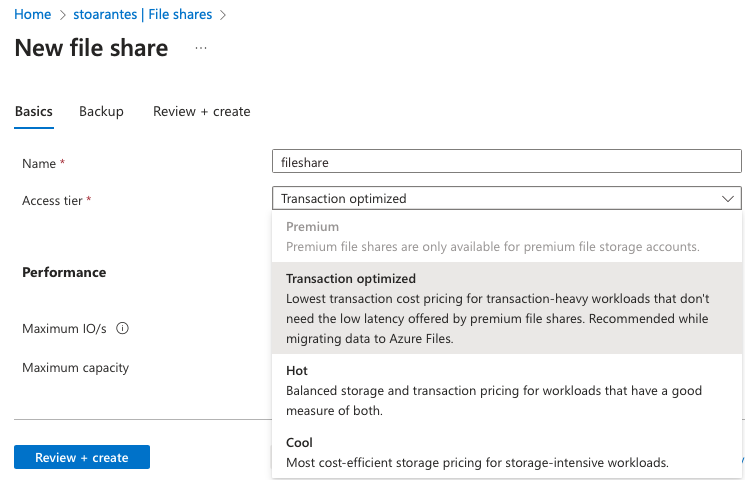 Home > stoarantes | File shares >
New file share ...
Basics Backup Review + create
Name *
fileshare
Access tier *
Transaction optimized
Premium
Premium file shares are only available for premium file storage accounts.
Transaction optimized
Lowest transaction cost pricing for transaction-heavy workloads that don't
need the low latency offered by premium file shares. Recommended while
migrating data to Azure Files.
Hot
Balanced storage and transaction pricing for workloads that have a good
measure of both.
Cool
Most cost-efficient storage pricing for storage-intensive workloads.
Performance
Maximum IO/s
Maximum capacity
Review + create